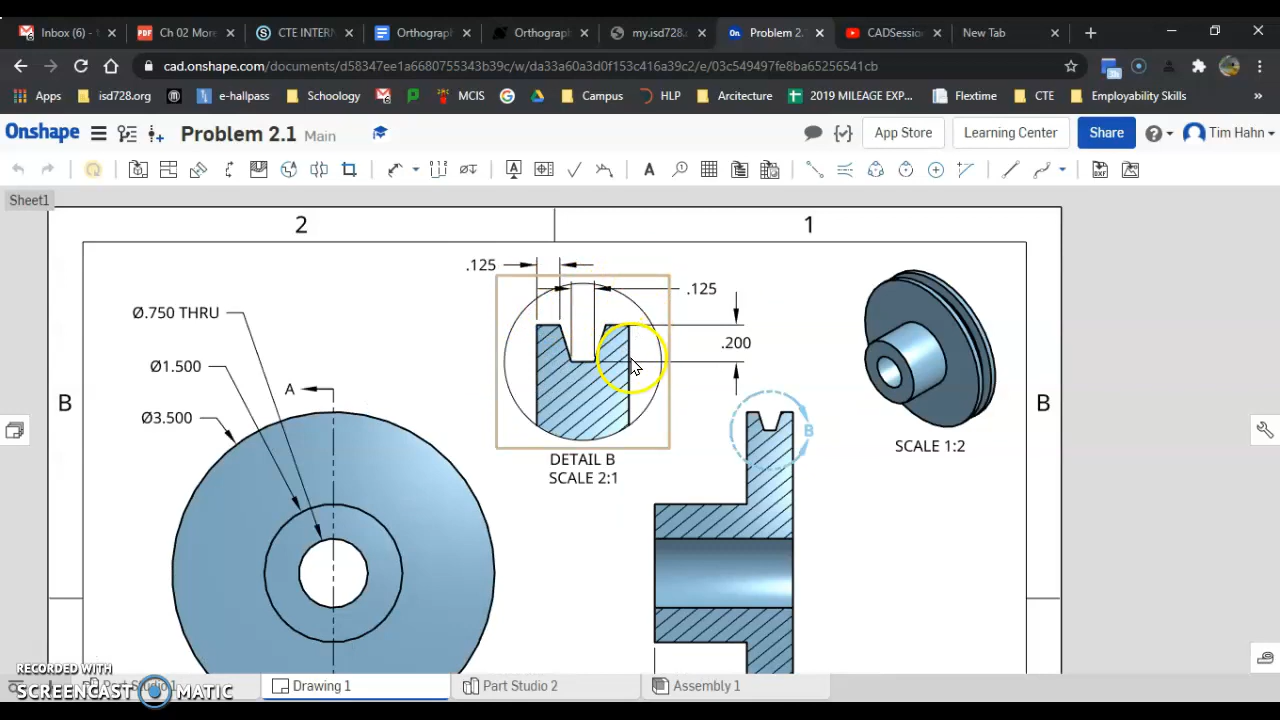 Inbox (6) -
Ch 02 More
CTE INTERN
Orthograph
Orthograph
my.isd728.
Problem 2.
CADSession
New Tab
cad.onshape.com/documents/d58347ee1a6680755343b39c/w/da33a60a3d0f153c416a39c2/e/03c549497fe8ba65256541cb
Apps
isd728.org
e-hallpass
Schoology
MCIS
Campus
HLP
Arcitecture
2019 MILEAGE EXP...
Flextime
CTE
Employability Skills
»
Onshape
Problem 2.1
Main
App Store
Learning Center
Share
Tim Hahn
Sheet1
2
1
.125
.125
Ø.750 THRU
.200
Ø1.500
A
B
B
Ø3.500
B
SCALE 1:2
DETAIL B
SCALE 2:1
RECORDED WITH
SCREENCAST MATIC
Drawing 1
Part Studio 2
Assembly 1